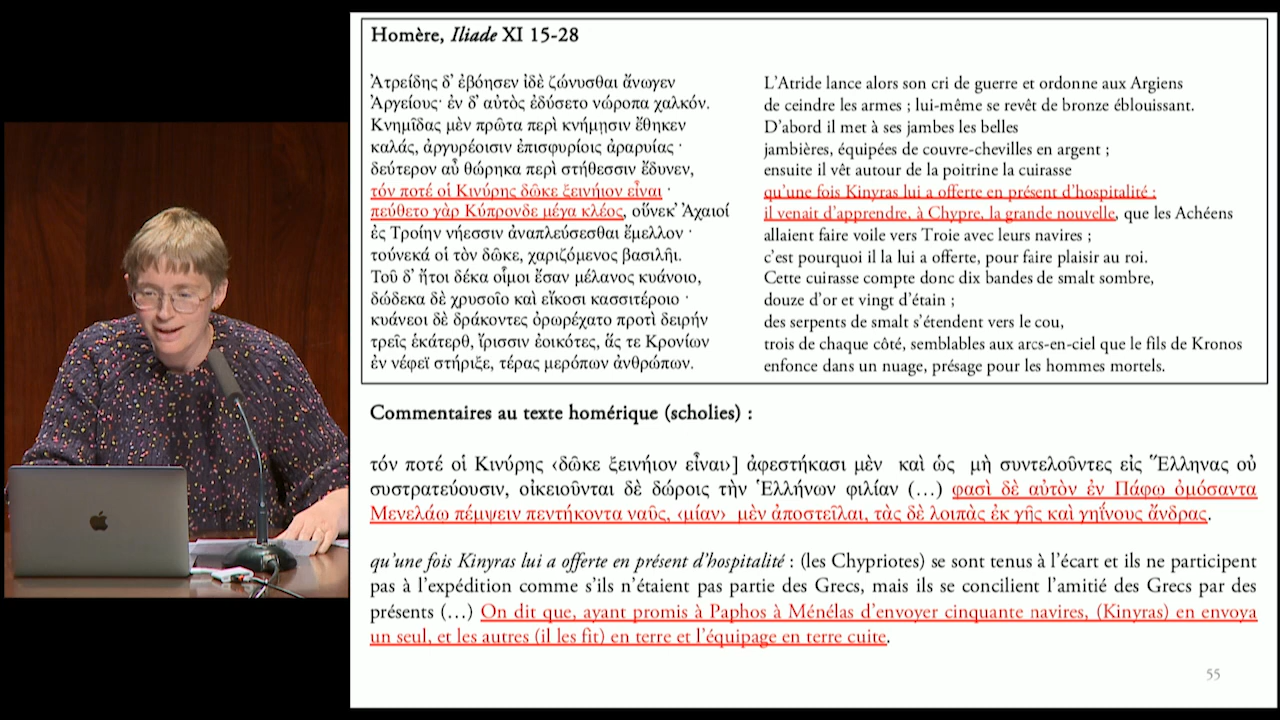 Homère, Iliade XI 15-28
Ἀτρείδης δ’ ἐβόησεν ἰδὲ ζώνυσθαι ἄνωγεν
Ἀργείους· ἐν δ’ αὐτὸς ἐδύσετο νώροπα χαλκόν.
Κνημῖδας μὲν πρῶτα περὶ κνήμῃσιν ἔθηκεν
καλάς, ἀργυρέοισιν ἐπισφυρίοις ἀραρυίας ·
δεύτερον αὖ θώρηκα περὶ στήθεσσιν ἔδυνεν,
τόν ποτέ οἱ Κινύρης δῶκε ξεινήιον εἶναι ·
πεύθετο γὰρ Κύπρονδε μέγα κλέος, οὕνεκ’ Ἀχαιοί
ἐς Τροίην νήεσσιν ἀναπλεύσεσθαι ἔμελλον ·
τούνεκά οἱ τὸν δῶκε, χαριζόμενος βασιλῆι.
Τοῦ δ’ ἤτοι δέκα οἶμοι ἔσαν μέλανος κυάνοιο,
δώδεκα δὲ χρυσοῖο καὶ εἴκοσι κασσιτέροιο ·
κυάνεοι δὲ δράκοντες ὀρωρέχατο προτὶ δειρήν
τρεῖς ἑκάτερθ, ἴρισσιν ἐοικότες, ἅς τε Κρονίων
ἐν νέφεϊ στήριξε, τέρας μερόπων ἀνθρώπων.
L’Atride lance alors son cri de guerre et ordonne aux Argiens
de ceindre les armes ; lui-même se revêt de bronze éblouissant.
D’abord il met à ses jambes les belles
jambières, équipées de couvre-chevilles en argent ;
ensuite il vêt autour de la poitrine la cuirasse
qu’une fois Kinyras lui a offerte en présent d’hospitalité :
il venait d’apprendre, à Chypre, la grande nouvelle, que les Achéens
allaient faire voile vers Troie avec leurs navires ;
c’est pourquoi il la lui a offerte, pour faire plaisir au roi.
Cette cuirasse compte donc dix bandes de smalt sombre,
douze d’or et vingt d’étain ;
des serpents de smalt s’étendent vers le cou,
trois de chaque côté, semblables aux arcs-en-ciel que le fils de Kronos
enfonce dans un nuage, présage pour les hommes mortels.
Commentaires au texte homérique (scholies) :
τόν ποτέ οἱ Κινύρης ‹δῶκε ξεινήιον εἶναι›] ἀφεστήκασι μὲν καὶ ὡς μὴ συντελοῦντες εἰς Ἕλληνας οὐ
συστρατεύουσιν, οἰκειοῦνται δὲ δώροις τὴν Ἑλλήνων φιλίαν (…) φασὶ δὲ αὐτὸν ἐν Πάφῳ ὀμόσαντα
Μενελάῳ πέμψειν πεντήκοντα ναῦς, ‹μίαν› μὲν ἀποστεῖλαι, τὰς δὲ λοιπὰς ἐκ γῆς καὶ γηΐνους ἄνδρας.
qu’une fois Kinyras lui a offerte en présent d’hospitalité : (les Chypriotes) se sont tenus à l’écart et ils ne participent
pas à l’expédition comme s’ils n’étaient pas partie des Grecs, mais ils se concilient l’amitié des Grecs par des
présents (…) On dit que, ayant promis à Paphos à Ménélas d’envoyer cinquante navires, (Kinyras) en envoya
un seul, et les autres (il les fit) en terre et l’équipage en terre cuite.
55